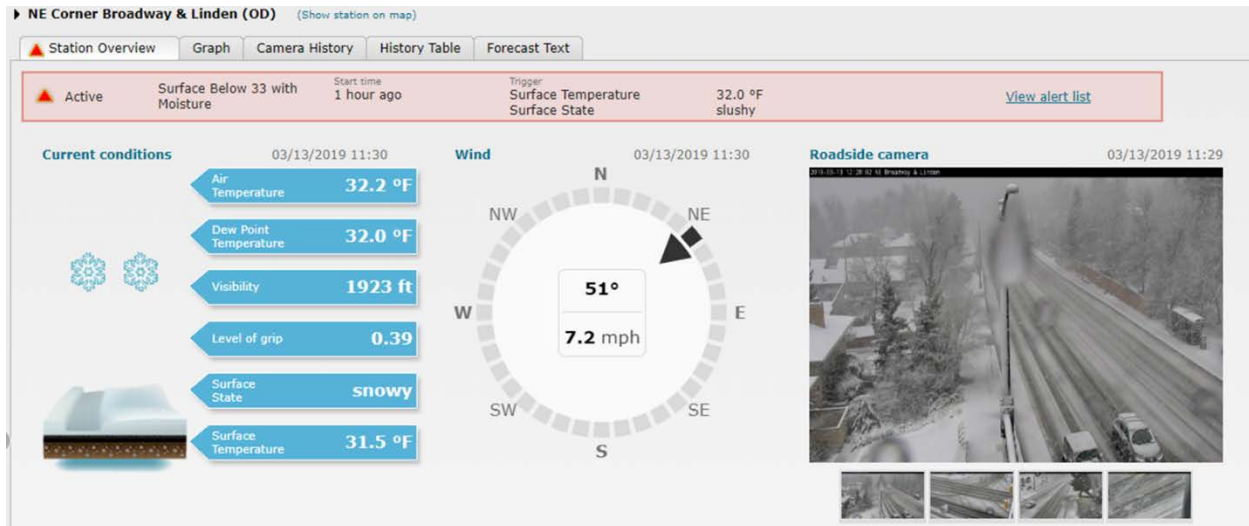 NE Corner Broadway & Linden (OD) (Show station on map)
Station Overview Graph Camera History History Table Forecast Text
Active
Surface Below 33 with
Moisture
Start time
1 hour ago
Trigger
Surface Temperature 32.0 °F
Surface State slushy
View alert list
Current conditions 03/13/2019 11:30
Air
Temperature 32.2 °F
Dew Point
Temperature 32.0 °F
Visibility 1923 ft
Level of grip 0.39
Surface
State snowy
Surface
Temperature 31.5 °F
Wind 03/13/2019 11:30
N
NW NE
W E
SW SE
S
51°
7.2 mph
Roadside camera 03/13/2019 11:29
NE Broadway & Linden